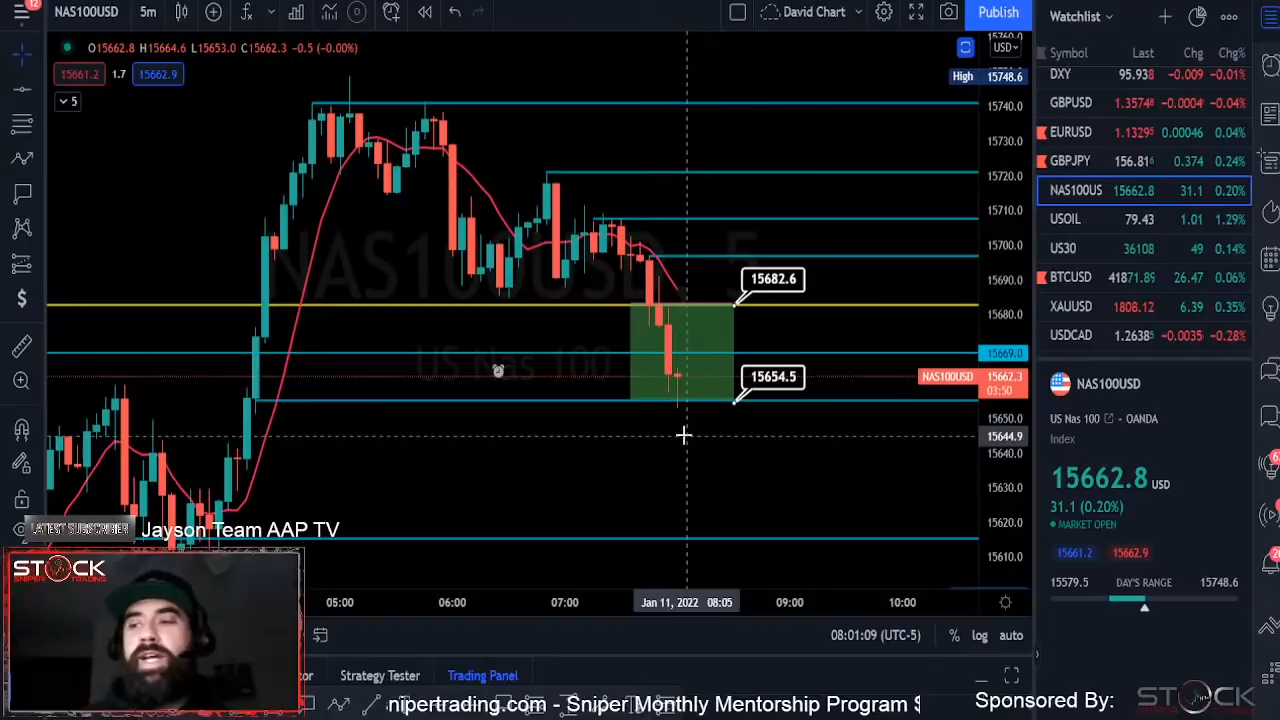 12
NAS100USD
5m
David Chart
Publish
O15662.8 H15664.6 L15653.0 C15662.3 -0.5 (-0.00%)
15661.2
1.7
15662.9
5
USD
High 15748.6
15740.0
15730.0
15720.0
15710.0
15700.0
15690.0
15680.0
15669.0
NAS100USD 15662.3
03:50
15650.0
15644.9
15640.0
15630.0
15620.0
15610.0
NAS100USD, 5
US Nas 100
15682.6
15654.5
Watchlist
Symbol Last Chg Chg%
DXY 95.938 -0.009 -0.01%
GBPUSD 1.35748 -0.0004 -0.04%
EURUSD 1.13295 0.00046 0.04%
GBPJPY 156.816 0.374 0.24%
NAS100US 15662.8 31.1 0.20%
USOIL 79.43 1.01 1.29%
US30 36108 49 0.14%
BTCUSD 41871.89 26.47 0.06%
XAUUSD 1808.12 6.39 0.35%
USDCAD 1.26385 -0.0035 -0.28%
NAS100USD
US Nas 100 • OANDA
Index
15662.8 USD
31.1 (0.20%)
MARKET OPEN
15661.2 15662.9
15579.5 DAY'S RANGE 15748.6
LATEST SUBSCRIBER Jayson Team AAP TV
STOCK
SNIPER TRADING
05:00
06:00
07:00
Jan 11, 2022 08:05
09:00
10:00
08:01:09 (UTC-5)
% log auto
Strategy Tester
Trading Panel
nipertrading.com - Sniper Monthly Mentorship Program $
Sponsored By:
STOCK
SNIPER TRADING